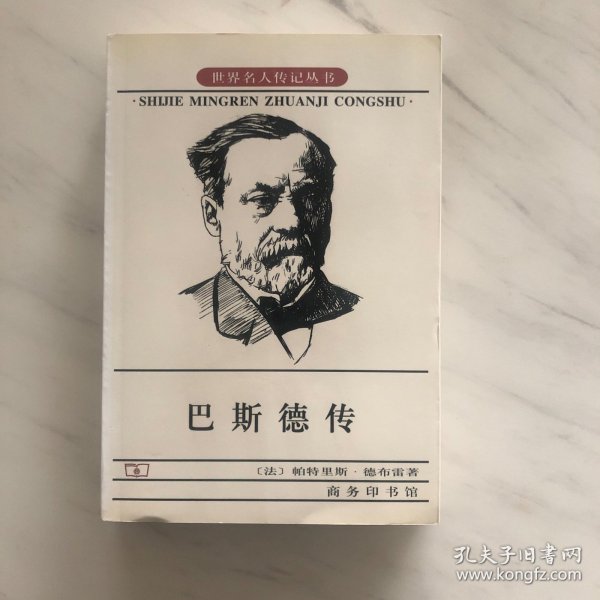 世界名人传记丛书
·SHIJIE MINGREN ZHUANJI CONGSHU·
巴斯德传
〔法〕帕特里斯·德布雷著
商务印书馆
孔夫子旧書网
www.kongfz.com